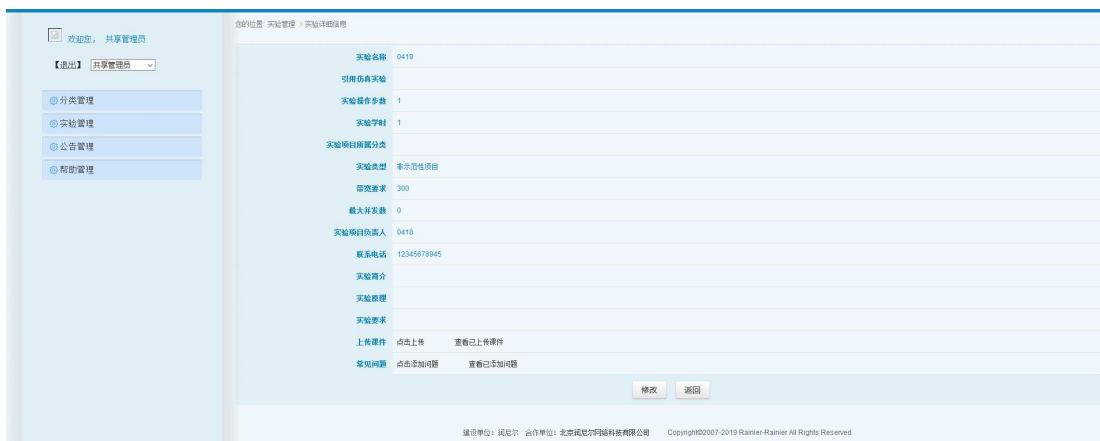 您的位置: 实验管理 > 实验详细信息
欢迎您， 共享管理员
【退出】 共享管理员
分类管理
实验管理
公告管理
帮助管理
实验名称 0419
引用仿真实验
实验操作步数 1
实验学时 1
实验项目所属分类
实验类型 非示范性项目
带宽要求 300
最大并发数 0
实验项目负责人 0418
联系电话 12345678945
实验简介
实验原理
实验要求
上传课件 点击上传 查看已上传课件
常见问题 点击添加问题 查看已添加问题
修改 返回
建设单位：润尼尔 合作单位：北京润尼尔网络科技有限公司 Copyright©2007-2019 Rainier-Rainier All Rights Reserved.